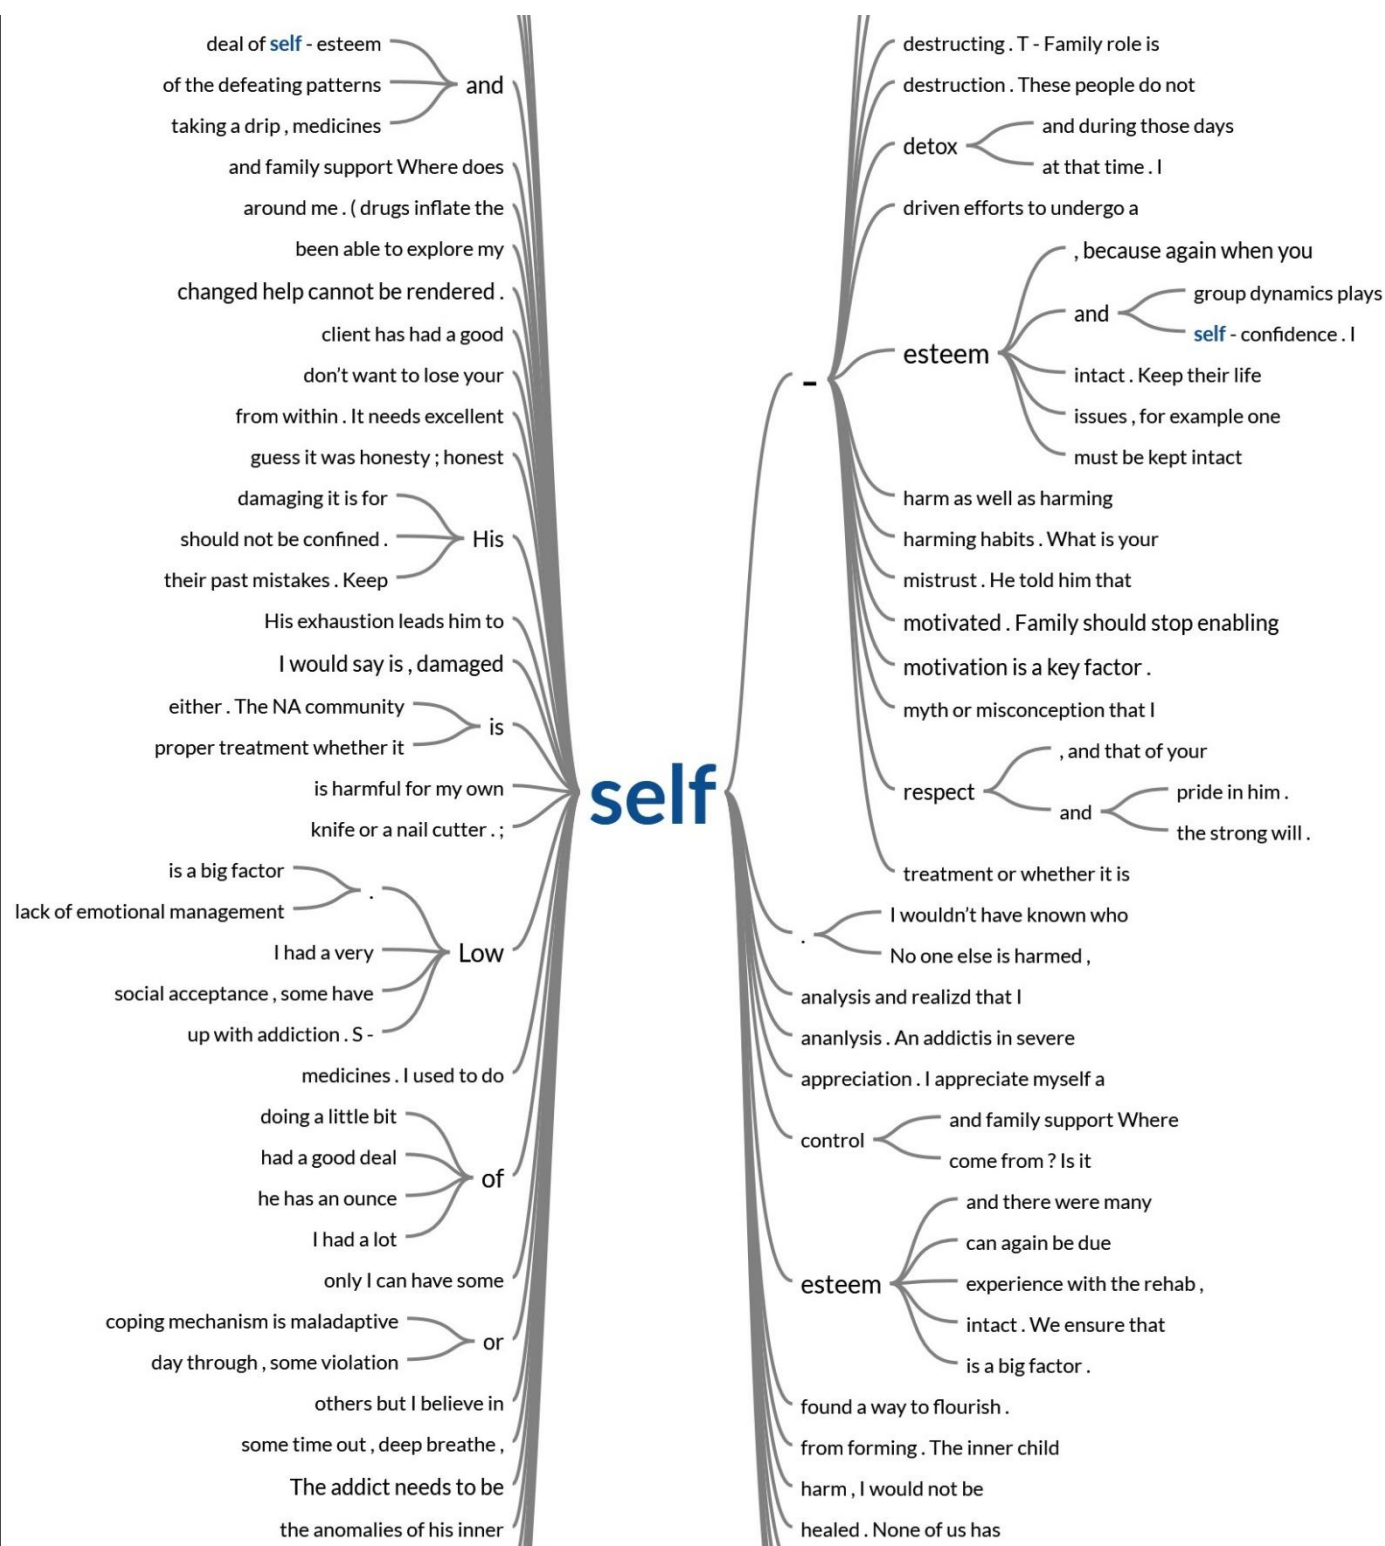 deal of self - esteem
of the defeating patterns
taking a drip , medicines
and
and family support Where does
around me . ( drugs inflate the
been able to explore my
changed help cannot be rendered .
client has had a good
don't want to lose your
from within . It needs excellent
guess it was honesty ; honest
damaging it is for
should not be confined .
their past mistakes . Keep
His
His exhaustion leads him to
I would say is , damaged
either . The NA community
proper treatment whether it
is
is harmful for my own
knife or a nail cutter . ;
is a big factor
lack of emotional management
.
I had a very
social acceptance , some have
up with addiction . S -
Low
medicines . I used to do
doing a little bit
had a good deal
he has an ounce
I had a lot
of
only I can have some
coping mechanism is maladaptive
day through , some violation
or
others but I believe in
some time out , deep breathe ,
The addict needs to be
the anomalies of his inner
self
-
destructing . T - Family role is
destruction . These people do not
detox
and during those days
at that time . I
driven efforts to undergo a
esteem
, because again when you
and
group dynamics plays
self - confidence . I
intact . Keep their life
issues , for example one
must be kept intact
harm as well as harming
harming habits . What is your
mistrust . He told him that
motivated . Family should stop enabling
motivation is a key factor .
myth or misconception that I
respect
, and that of your
and
pride in him .
the strong will .
treatment or whether it is
.
I wouldn't have known who
No one else is harmed ,
analysis and realizd that I
ananlysis . An addictis in severe
appreciation . I appreciate myself a
control
and family support Where
come from ? Is it
esteem
and there were many
can again be due
experience with the rehab ,
intact . We ensure that
is a big factor .
found a way to flourish .
from forming . The inner child
harm , I would not be
healed . None of us has